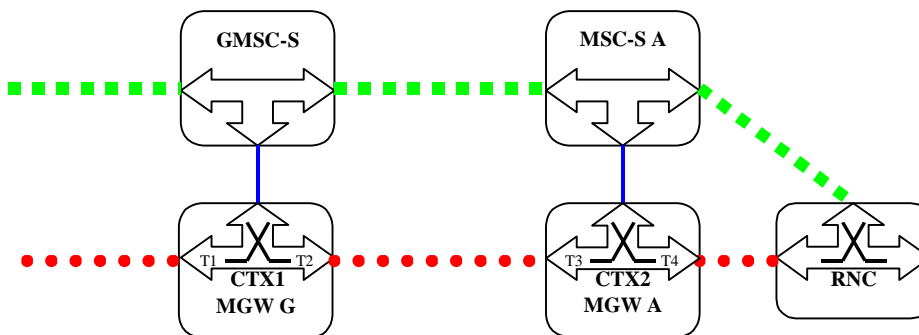 GMSC-S
MSC-S A
T1 T2
CTX1
MGW G
T3 T4
CTX2
MGW A
RNC